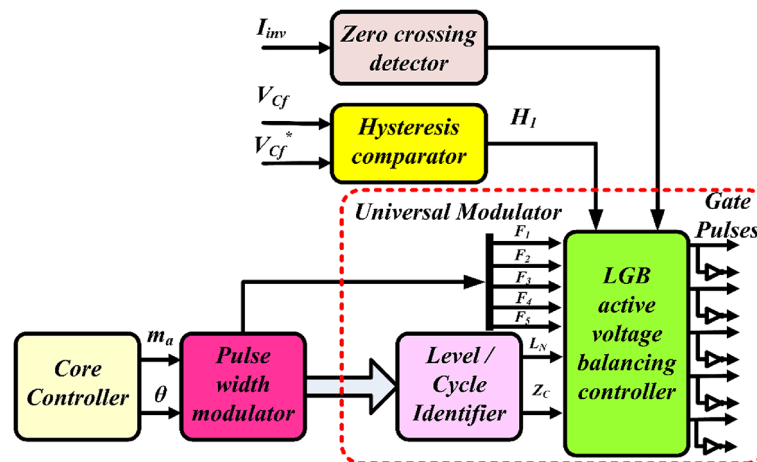 I_inv
Zero crossing
detector
V_Cf
V_Cf*
Hysteresis
comparator
H_1
Universal Modulator
Gate
Pulses
F_1
F_2
F_3
F_4
F_5
LGB
active
voltage
balancing
controller
Core
Controller
m_a
θ
Pulse
width
modulator
Level /
Cycle
Identifier
L_N
Z_C